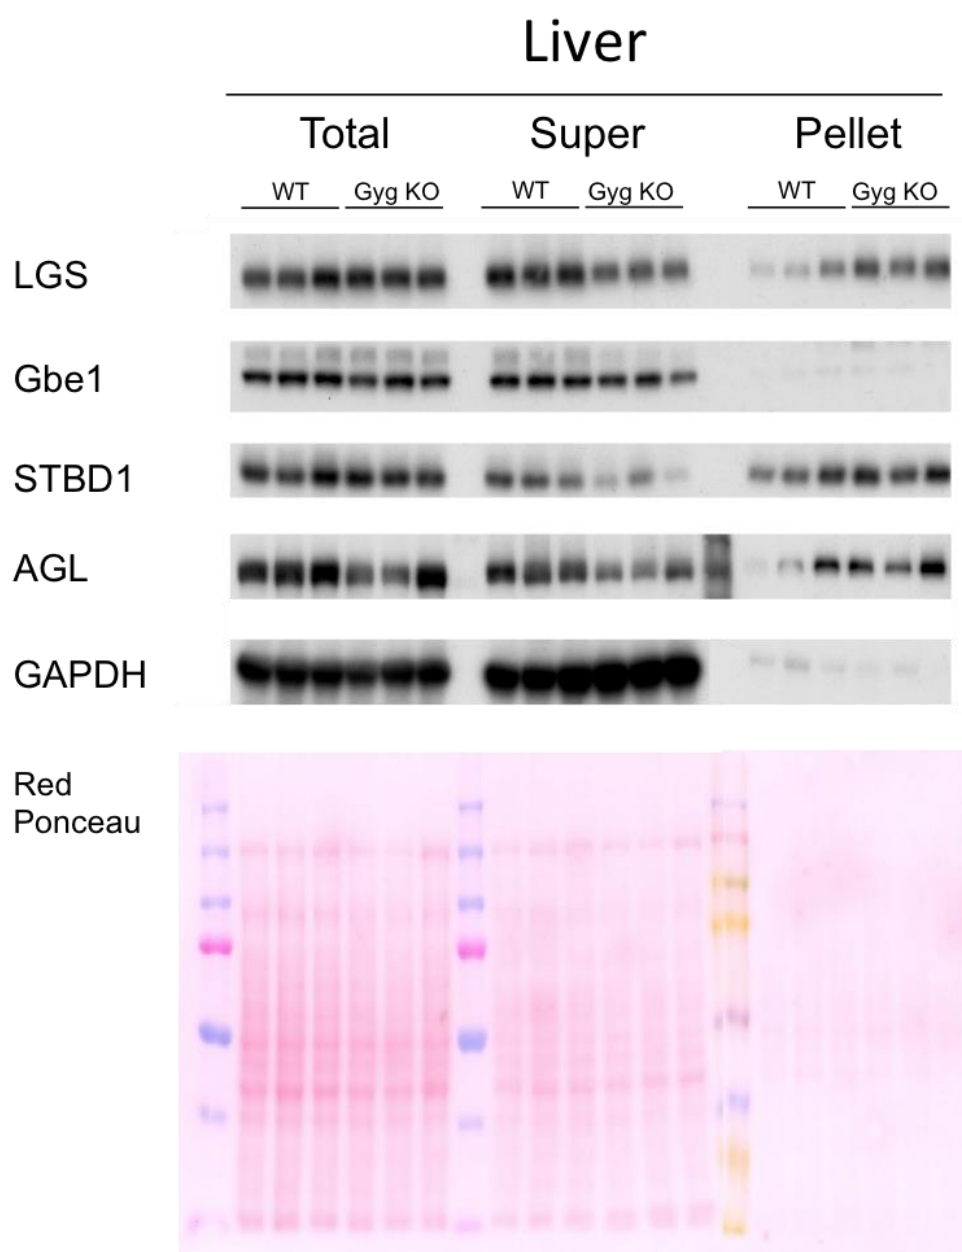 Liver
Total Super Pellet
WT Gyg KO WT Gyg KO WT Gyg KO
LGS
Gbe1
STBD1
AGL
GAPDH
Red
Ponceau